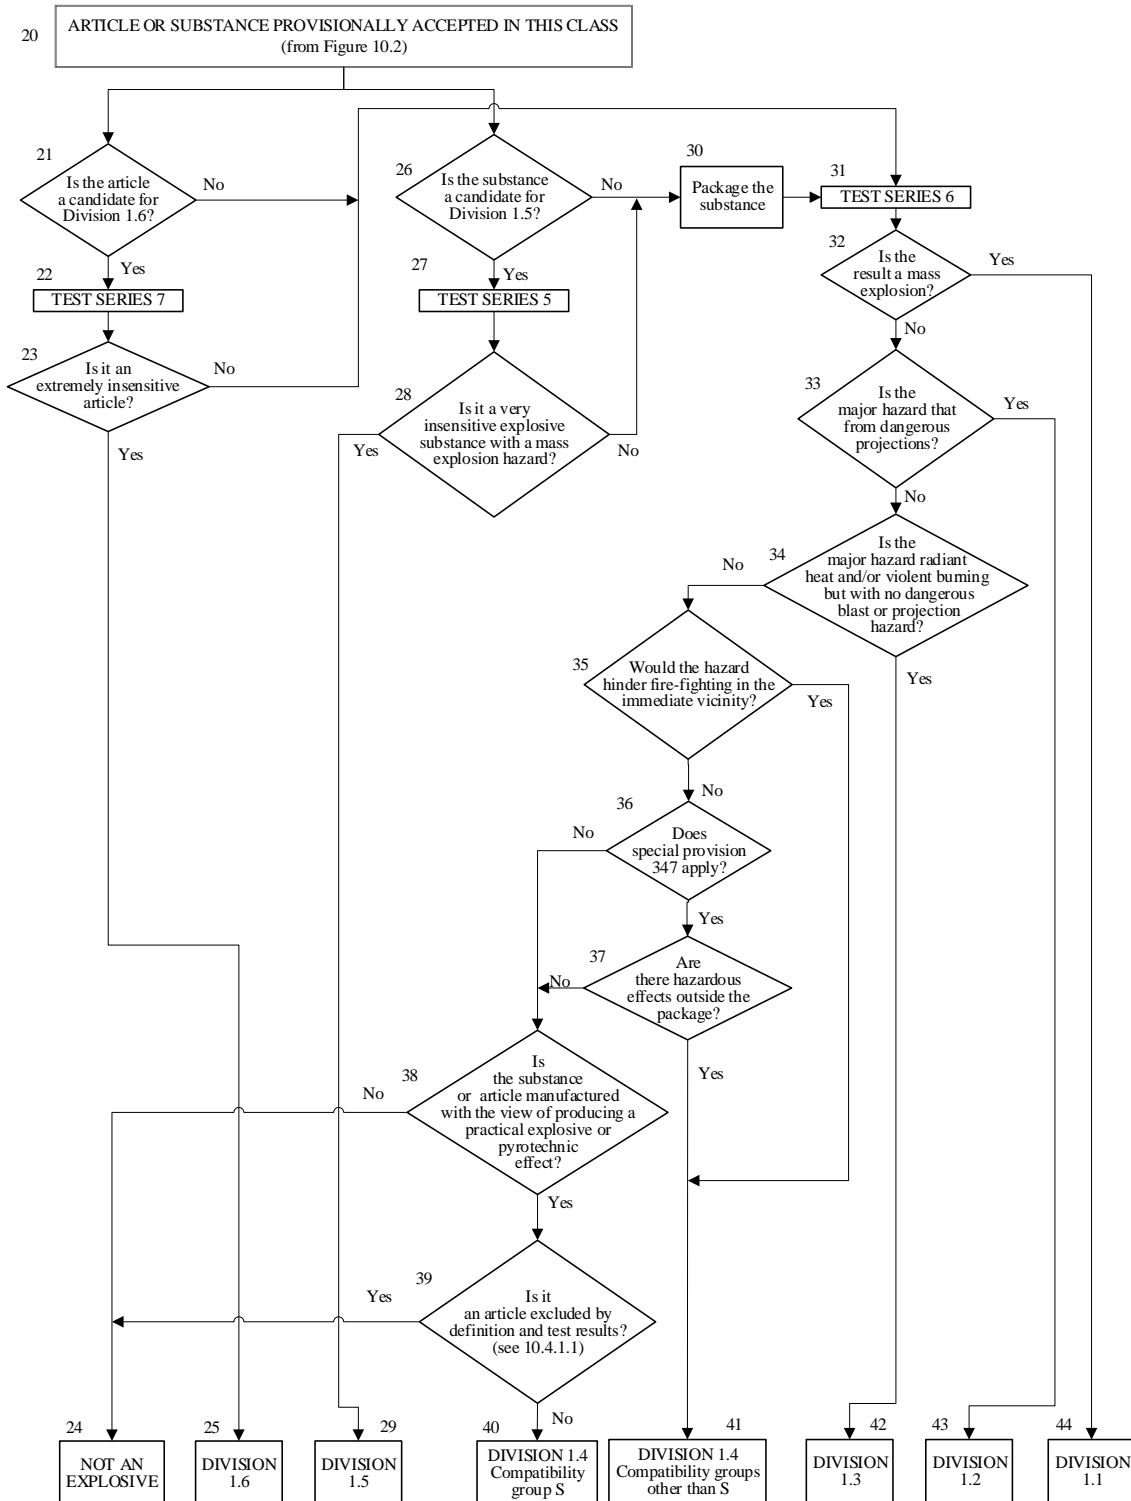 20
ARTICLE OR SUBSTANCE PROVISIONALLY ACCEPTED IN THIS CLASS
(from Figure 10.2)
21
Is the article
a candidate for
Division 1.6?
No
Yes
22
TEST SERIES 7
23
Is it an
extremely insensitive
article?
No
Yes
26
Is the substance
a candidate for
Division 1.5?
No
Yes
27
TEST SERIES 5
28
Is it a very
insensitive explosive
substance with a mass
explosion hazard?
Yes
No
30
Package the
substance
31
TEST SERIES 6
32
Is the
result a mass
explosion?
Yes
No
33
Is the
major hazard that
from dangerous
projections?
Yes
No
34
Is the
major hazard radiant
heat and/or violent burning
but with no dangerous
blast or projection
hazard?
No
Yes
35
Would the hazard
hinder fire-fighting in the
immediate vicinity?
Yes
No
36
Does
special provision
347 apply?
No
Yes
37
Are
there hazardous
effects outside the
package?
No
Yes
38
Is
the substance
or article manufactured
with the view of producing a
practical explosive or
pyrotechnic
effect?
No
Yes
39
Is it
an article excluded by
definition and test results?
(see 10.4.1.1)
Yes
No
24
NOT AN
EXPLOSIVE
25
DIVISION
1.6
29
DIVISION
1.5
40
DIVISION 1.4
Compatibility
group S
41
DIVISION 1.4
Compatibility groups
other than S
42
DIVISION
1.3
43
DIVISION
1.2
44
DIVISION
1.1